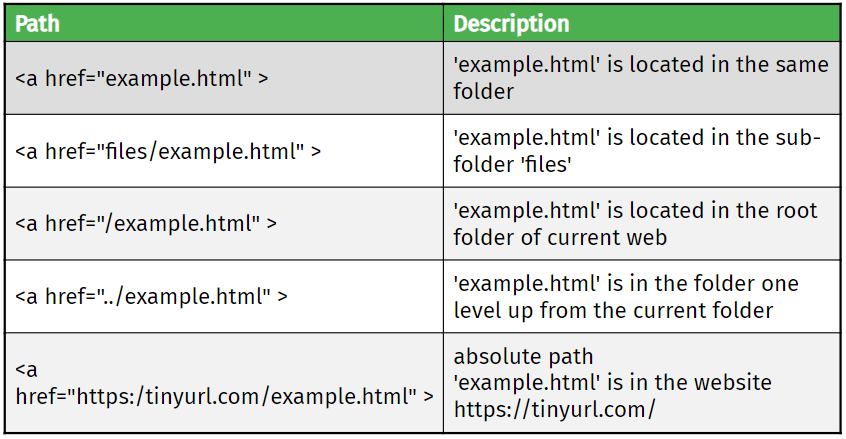 Path
Description
<a href="example.html" >
'example.html' is located in the same
folder
<a href="files/example.html" >
'example.html' is located in the sub-
folder 'files'
<a href="/example.html" >
'example.html' is located in the root
folder of current web
<a href="../example.html" >
'example.html' is in the folder one
level up from the current folder
<a
href="https:/tinyurl.com/example.html" >
absolute path
'example.html' is in the website
https://tinyurl.com/